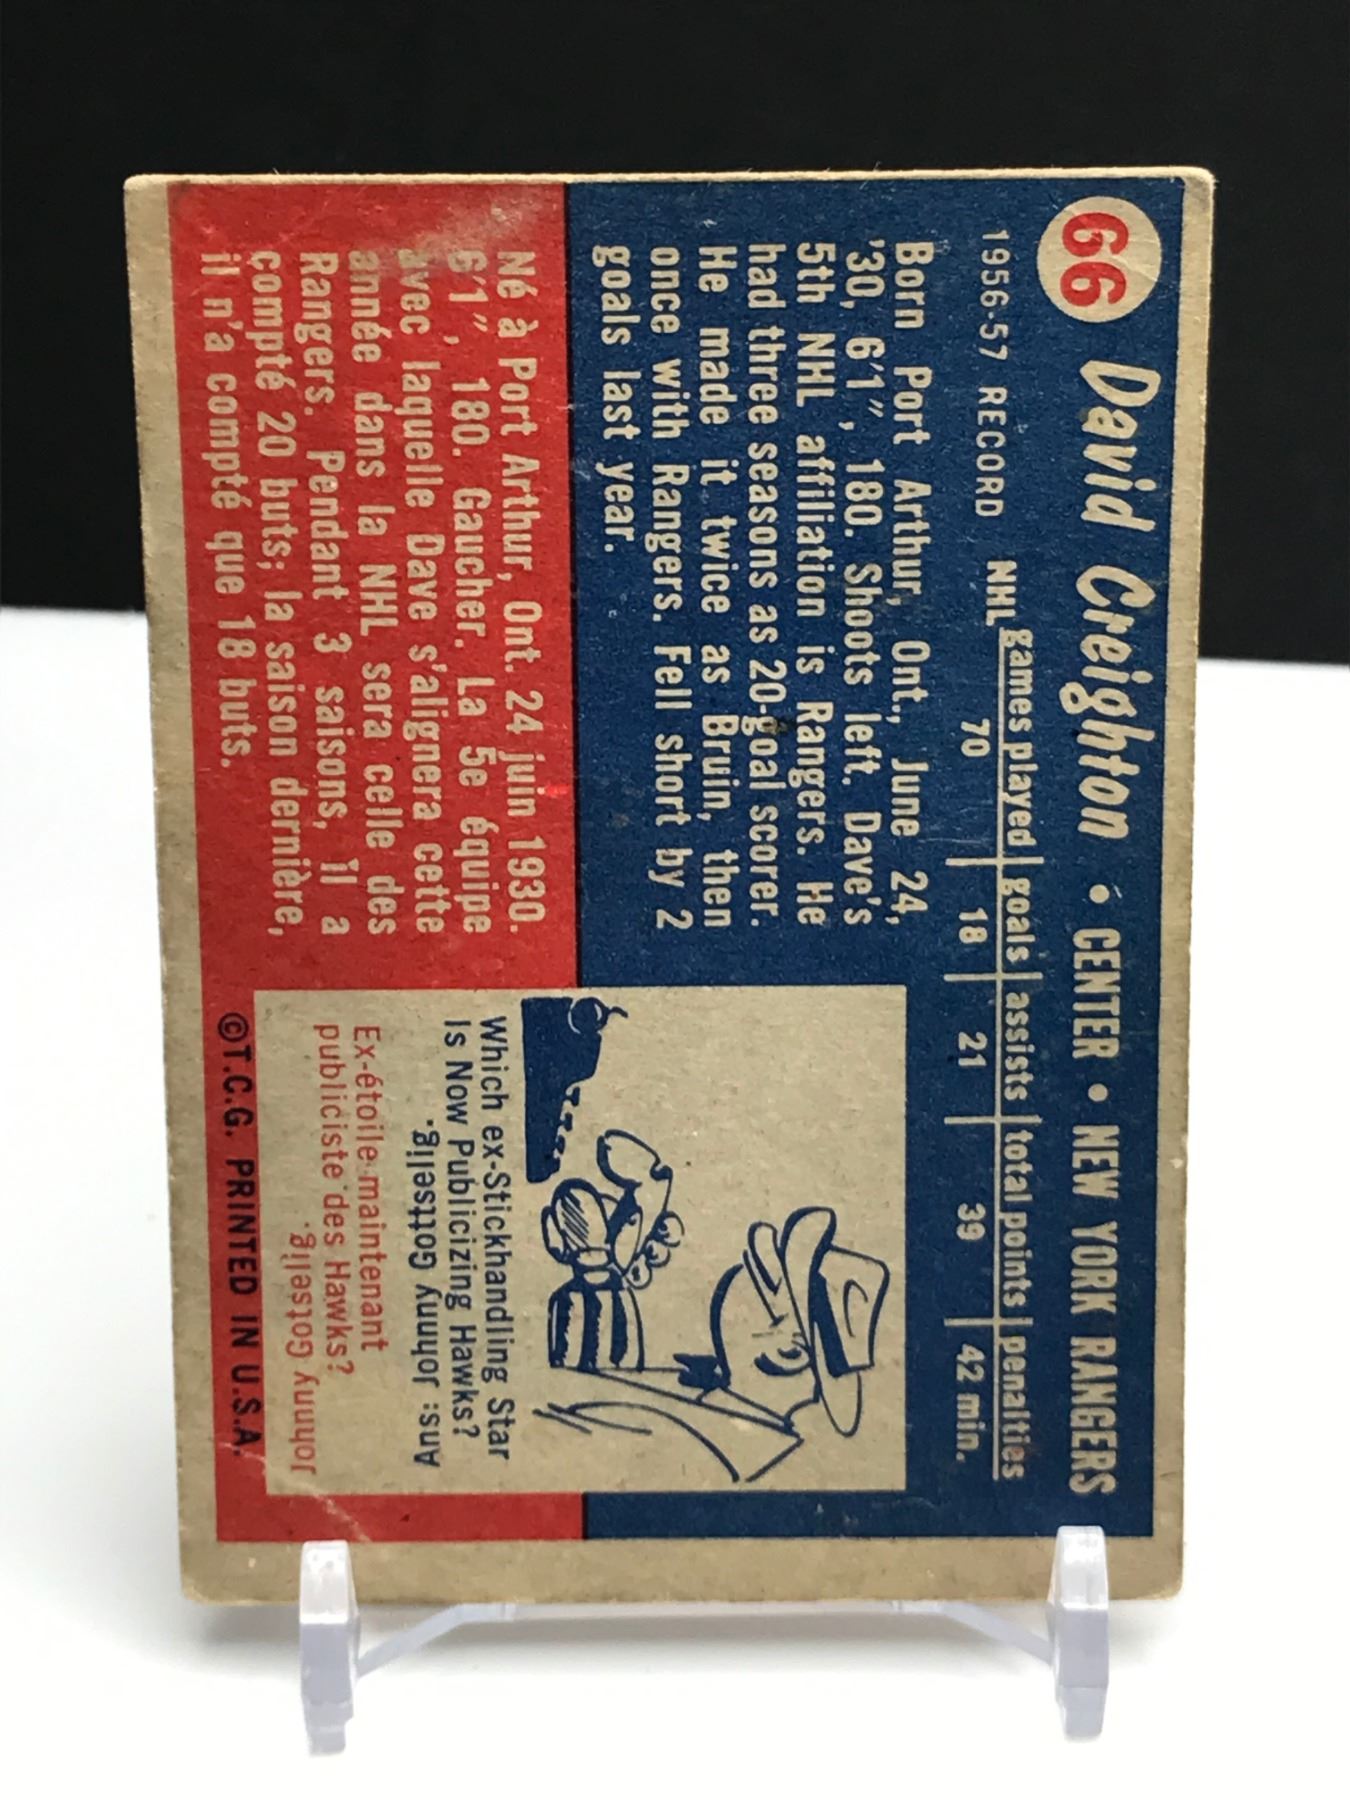 66 David Creighton • CENTER • NEW YORK RANGERS
1956-57 RECORD NHL games played goals assists total points penalties
70 18 21 39 42 min.
Born Port Arthur, Ont., June 24,
'30, 6'1", 180. Shoots left. Dave's
5th NHL affiliation is Rangers. He
had three seasons as 20-goal scorer.
He made it twice as Bruin, then
once with Rangers. Fell short by 2
goals last year.
Né à Port Arthur, Ont. 24 juin 1930.
6'1", 180. Gaucher. La 5e équipe
avec laquelle Dave s'alignera cette
année dans la NHL sera celle des
Rangers. Pendant 3 saisons, il a
compté 20 buts; la saison dernière,
il n'a compté que 18 buts.
Which ex-Stickhandling Star
Is Now Publicizing Hawks?
Ans: Johnny Gottselig.
Ex-étoile maintenant
publiciste des Hawks?
Johnny Gotselig.
©T.C.G. PRINTED IN U.S.A.